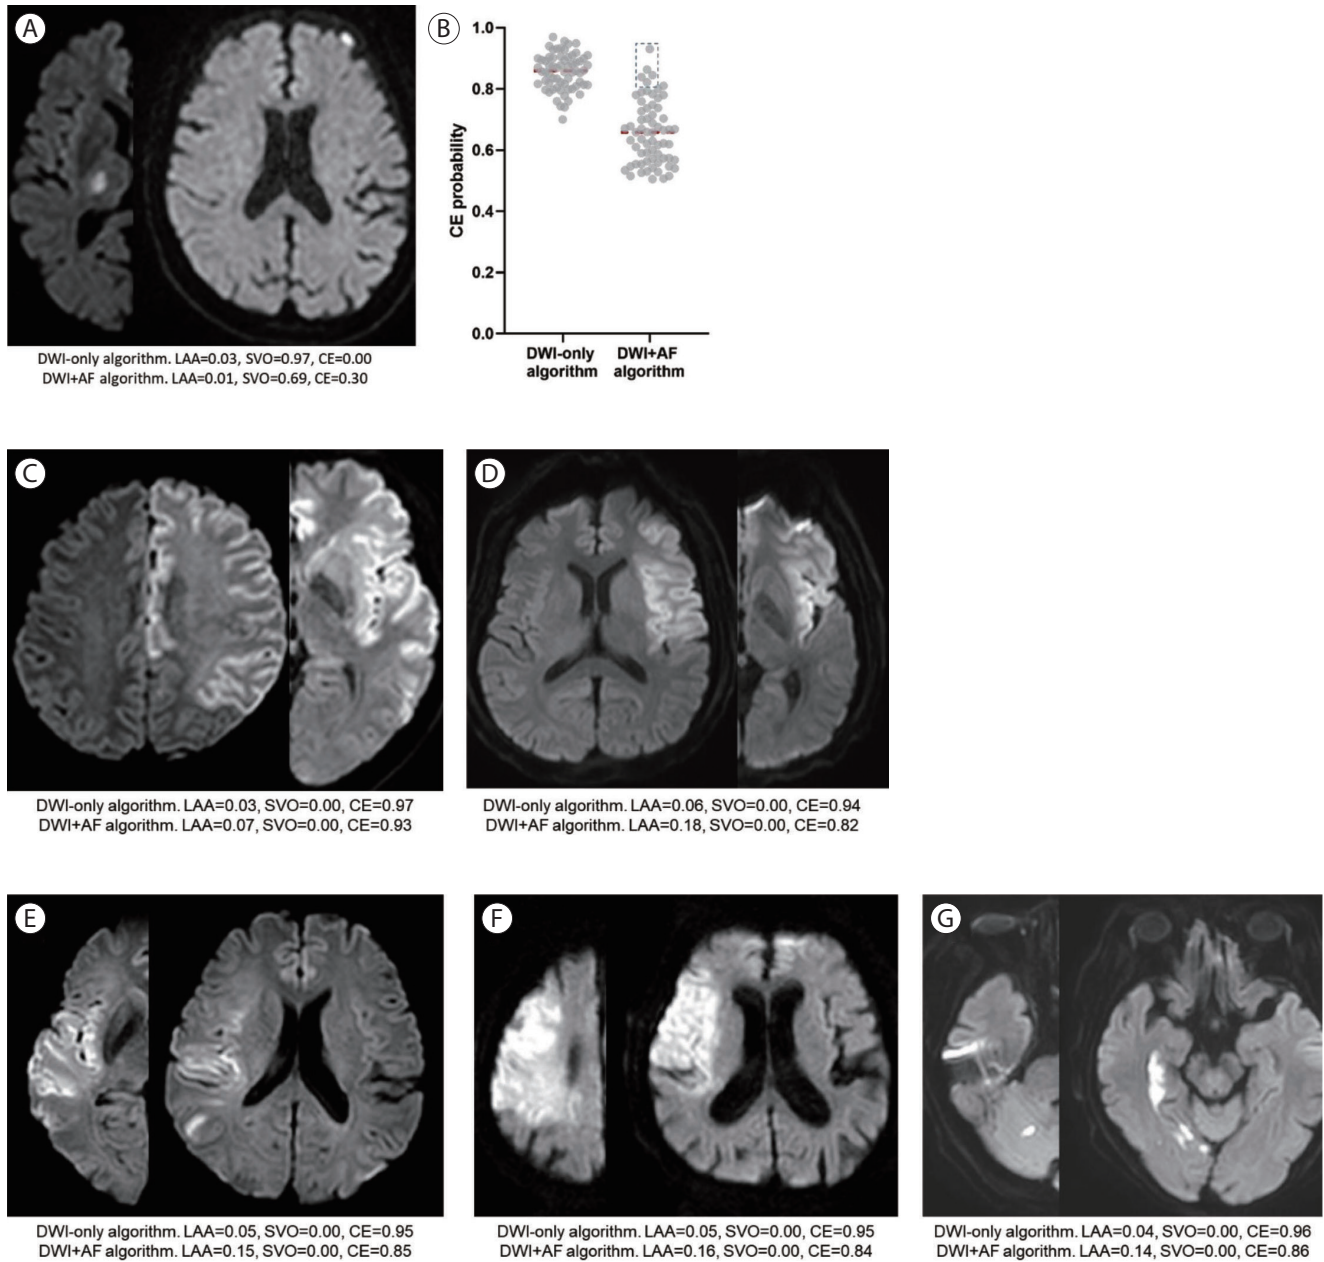 A
DWI-only algorithm. LAA=0.03, SVO=0.97, CE=0.00
DWI+AF algorithm. LAA=0.01, SVO=0.69, CE=0.30
B
CE probability
1.0
0.8
0.6
0.4
0.2
0.0
DWI-only
algorithm
DWI+AF
algorithm
C
DWI-only algorithm. LAA=0.03, SVO=0.00, CE=0.97
DWI+AF algorithm. LAA=0.07, SVO=0.00, CE=0.93
D
DWI-only algorithm. LAA=0.06, SVO=0.00, CE=0.94
DWI+AF algorithm. LAA=0.18, SVO=0.00, CE=0.82
E
DWI-only algorithm. LAA=0.05, SVO=0.00, CE=0.95
DWI+AF algorithm. LAA=0.15, SVO=0.00, CE=0.85
F
DWI-only algorithm. LAA=0.05, SVO=0.00, CE=0.95
DWI+AF algorithm. LAA=0.16, SVO=0.00, CE=0.84
G
DWI-only algorithm. LAA=0.04, SVO=0.00, CE=0.96
DWI+AF algorithm. LAA=0.14, SVO=0.00, CE=0.86